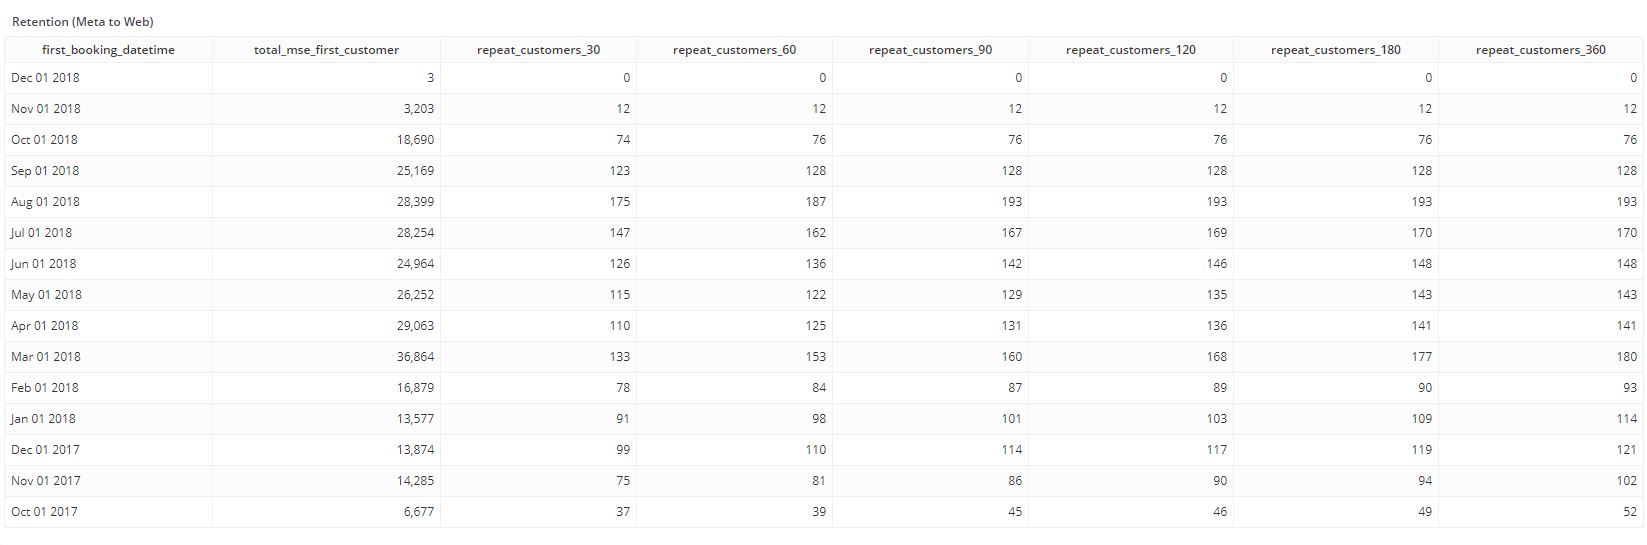 Retention (Meta to Web)
first_booking_datetime total_mse_first_customer repeat_customers_30 repeat_customers_60 repeat_customers_90 repeat_customers_120 repeat_customers_180 repeat_customers_360
Dec 01 2018 3 0 0 0 0 0 0
Nov 01 2018 3,203 12 12 12 12 12 12
Oct 01 2018 18,690 74 76 76 76 76 76
Sep 01 2018 25,169 123 128 128 128 128 128
Aug 01 2018 28,399 175 187 193 193 193 193
Jul 01 2018 28,254 147 162 167 169 170 170
Jun 01 2018 24,964 126 136 142 146 148 148
May 01 2018 26,252 115 122 129 135 143 143
Apr 01 2018 29,063 110 125 131 136 141 141
Mar 01 2018 36,864 133 153 160 168 177 180
Feb 01 2018 16,879 78 84 87 89 90 93
Jan 01 2018 13,577 91 98 101 103 109 114
Dec 01 2017 13,874 99 110 114 117 119 121
Nov 01 2017 14,285 75 81 86 90 94 102
Oct 01 2017 6,677 37 39 45 46 49 52